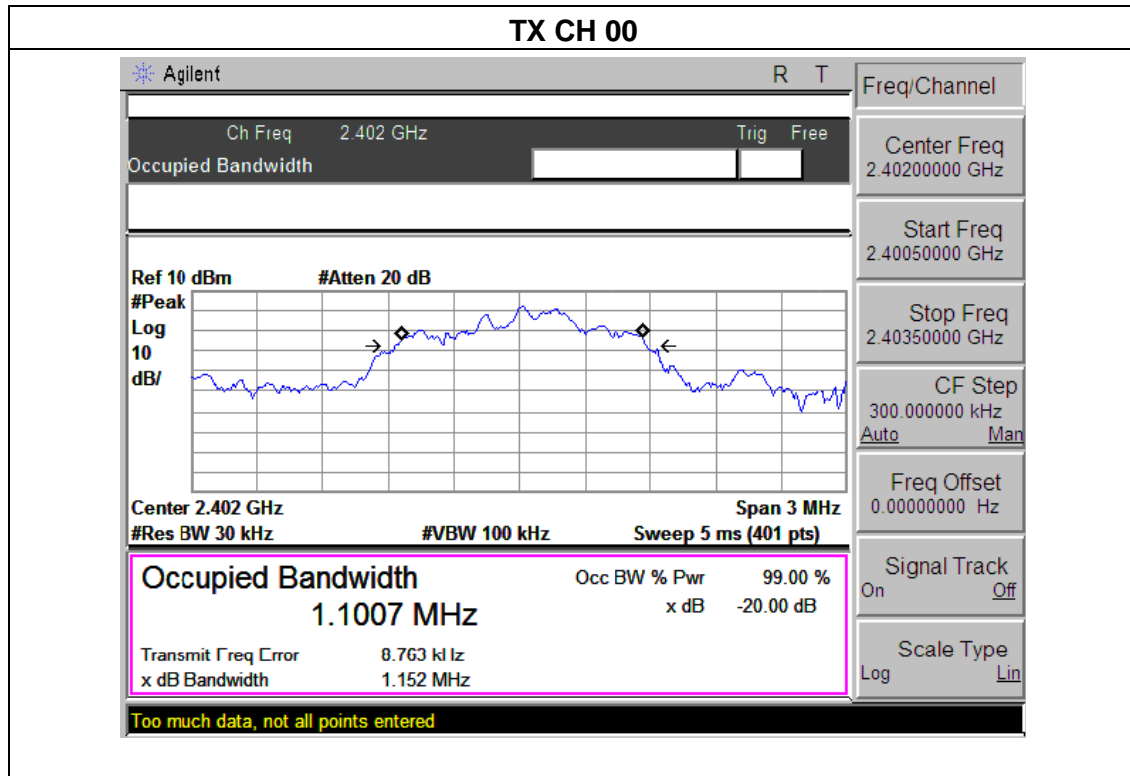 TX CH 00
Agilent R T
Freq/Channel
Ch Freq 2.402 GHz Trig Free
Occupied Bandwidth
Center Freq
2.40200000 GHz
Start Freq
2.40050000 GHz
Stop Freq
2.40350000 GHz
CF Step
300.000000 kHz
Auto Man
Freq Offset
0.00000000 Hz
Signal Track
On Off
Scale Type
Log Lin
Ref 10 dBm #Atten 20 dB
#Peak
Log
10
dB/
Center 2.402 GHz Span 3 MHz
#Res BW 30 kHz #VBW 100 kHz Sweep 5 ms (401 pts)
Occupied Bandwidth
1.1007 MHz
Occ BW % Pwr 99.00 %
x dB -20.00 dB
Transmit Freq Error 8.763 kHz
x dB Bandwidth 1.152 MHz
Too much data, not all points entered